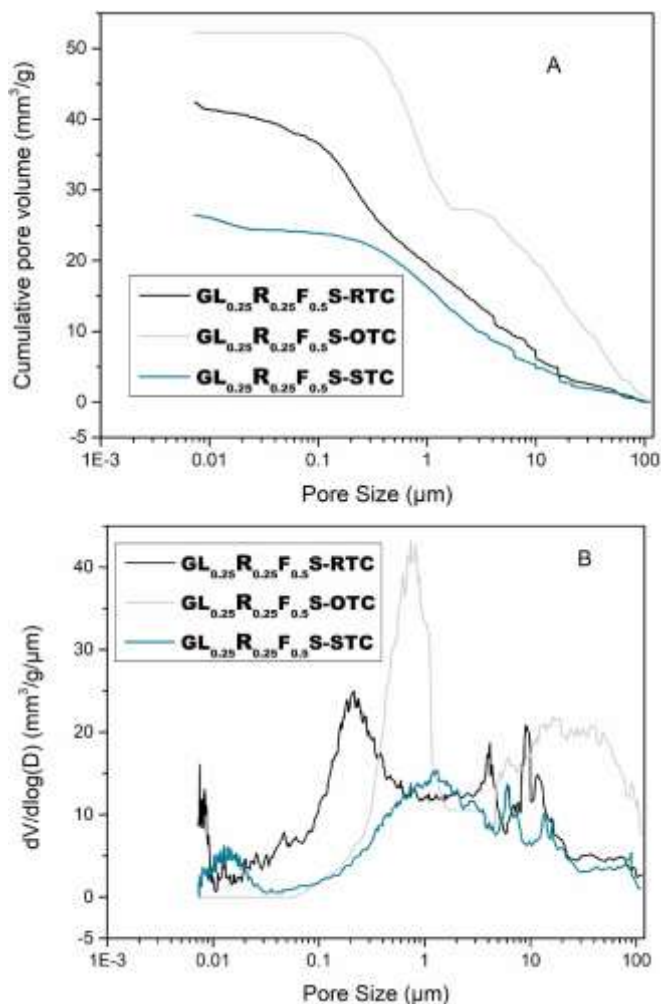 A
Cumulative pore volume (mm³/g)
50
40
30
20
10
0
-5
GL₀.₂₅R₀.₂₅F₀.₅S-RTC
GL₀.₂₅R₀.₂₅F₀.₅S-OTC
GL₀.₂₅R₀.₂₅F₀.₅S-STC
1E-3 0.01 0.1 1 10 100
Pore Size (µm)
B
dV/dlog(D) (mm³/g/µm)
40
30
20
10
0
-5
GL₀.₂₅R₀.₂₅F₀.₅S-RTC
GL₀.₂₅R₀.₂₅F₀.₅S-OTC
GL₀.₂₅R₀.₂₅F₀.₅S-STC
1E-3 0.01 0.1 1 10 100
Pore Size (µm)